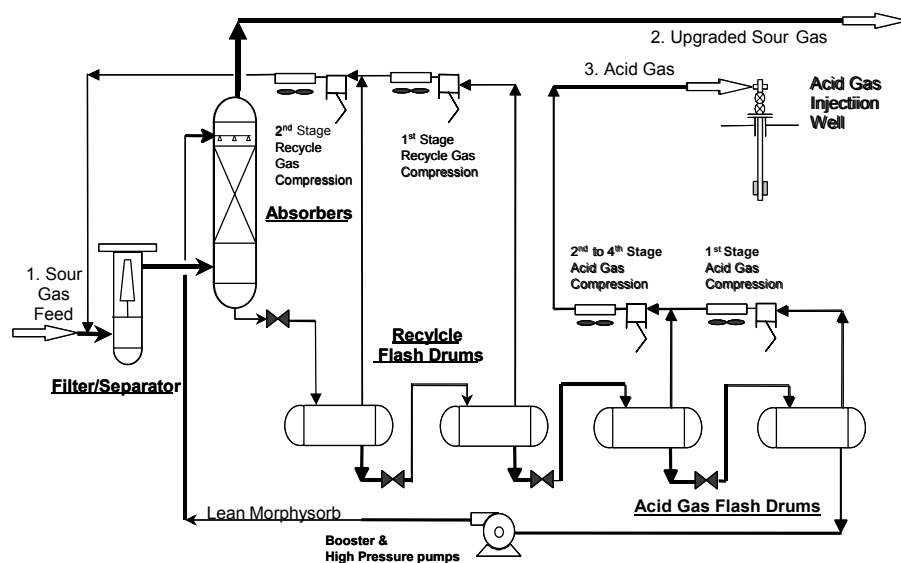 2. Upgraded Sour Gas
3. Acid Gas
Acid Gas
Injectiion
Well
2nd Stage
Recycle
Gas
Compression
1st Stage
Recycle Gas
Compression
Absorbers
1. Sour
Gas
Feed
2nd to 4th Stage
Acid Gas
Compression
1st Stage
Acid Gas
Compression
Recylcle
Flash Drums
Filter/Separator
Acid Gas Flash Drums
Lean Morphysorb
Booster &
High Pressure pumps